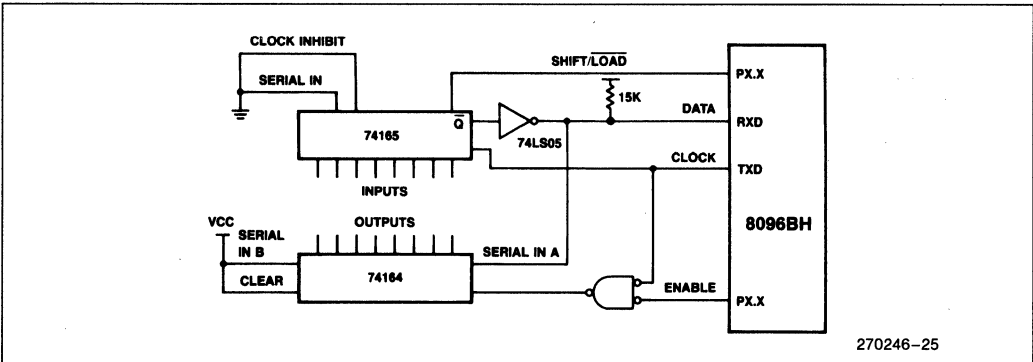 CLOCK INHIBIT
SHIFT/LOAD
PX.X
SERIAL IN
15K
DATA
Q
RXD
74165
74LS05
CLOCK
TXD
INPUTS
8096BH
VCC
OUTPUTS
SERIAL
IN B
SERIAL IN A
CLEAR
74164
ENABLE
PX.X
270246-25